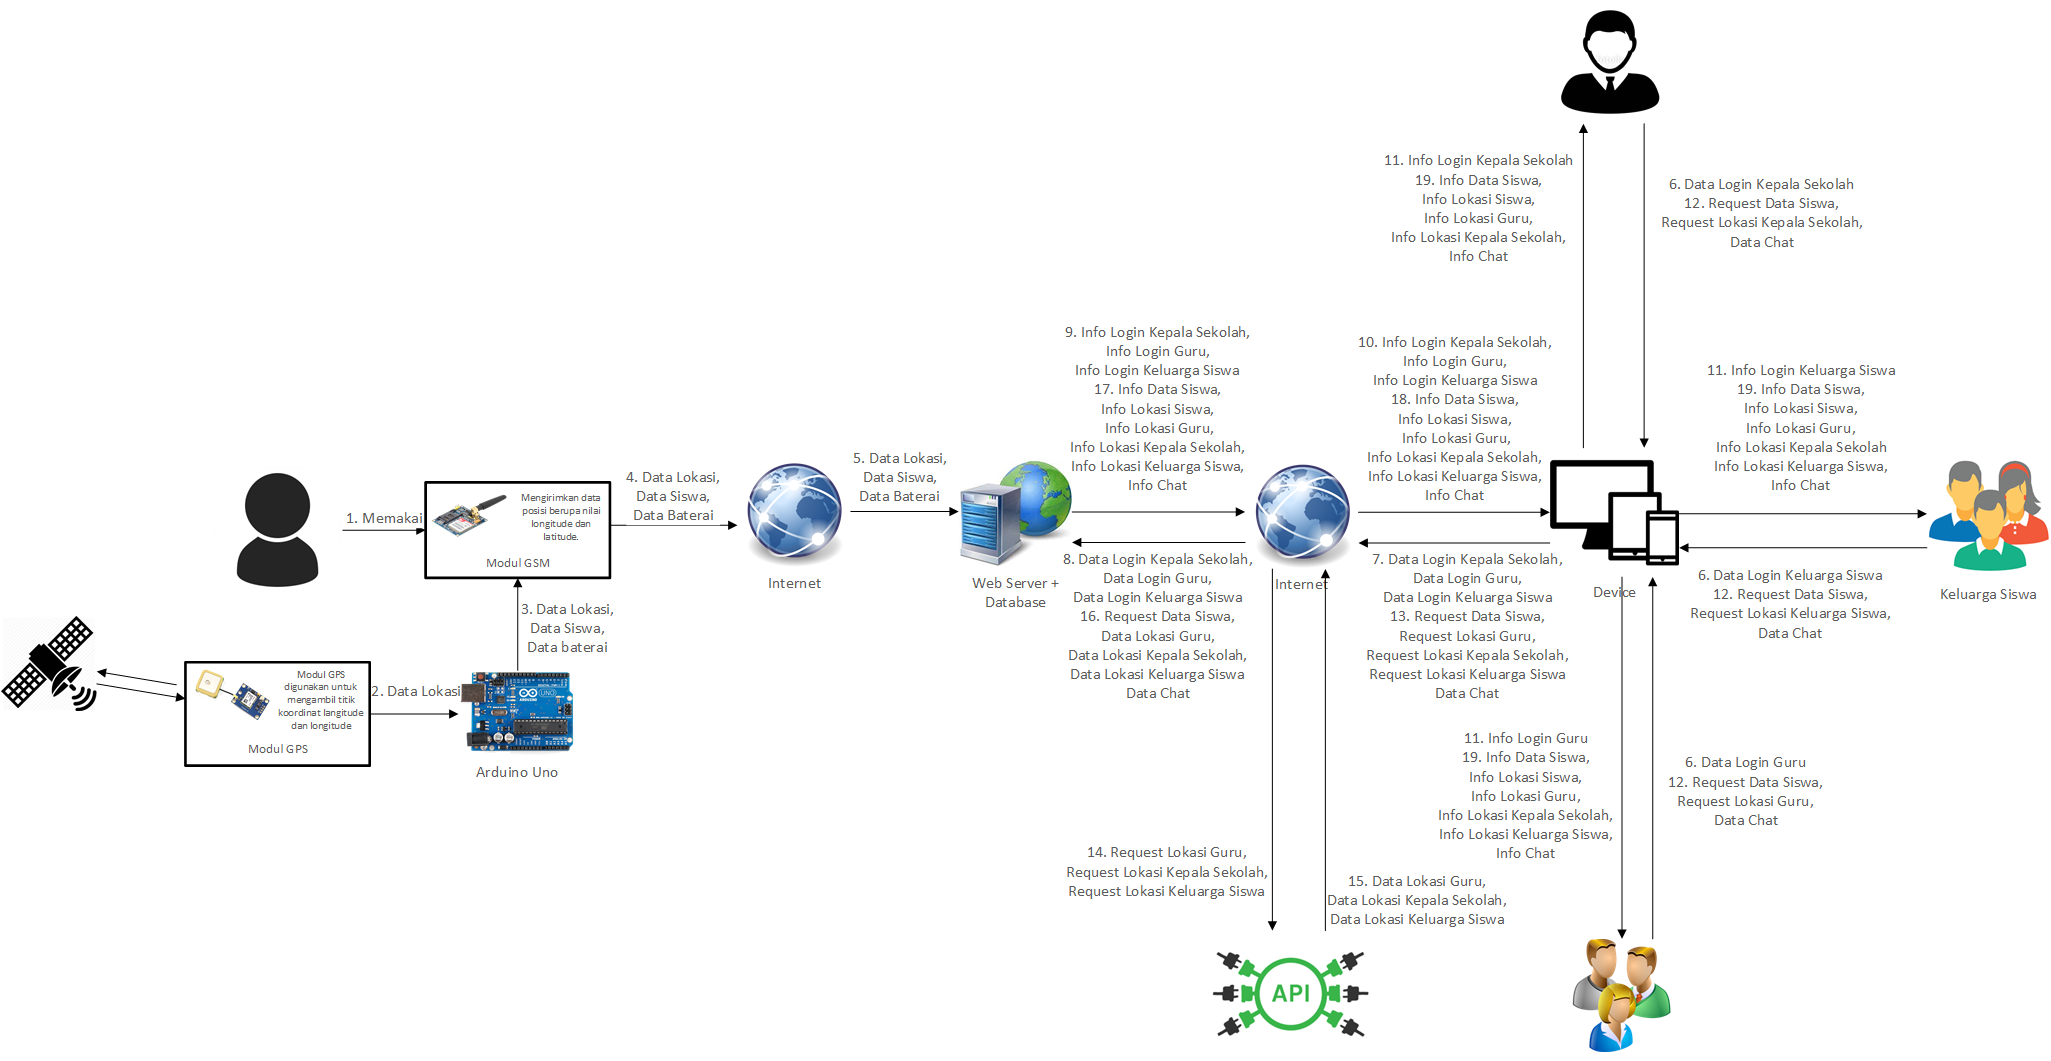 11. Info Login Kepala Sekolah
19. Info Data Siswa,
Info Lokasi Siswa,
Info Lokasi Guru,
Info Lokasi Kepala Sekolah,
Info Chat
6. Data Login Kepala Sekolah
12. Request Data Siswa,
Request Lokasi Kepala Sekolah,
Data Chat
9. Info Login Kepala Sekolah,
Info Login Guru,
Info Login Keluarga Siswa
17. Info Data Siswa,
Info Lokasi Siswa,
Info Lokasi Guru,
Info Lokasi Kepala Sekolah,
Info Lokasi Keluarga Siswa,
Info Chat
10. Info Login Kepala Sekolah,
Info Login Guru,
Info Login Keluarga Siswa
18. Info Data Siswa,
Info Lokasi Siswa,
Info Lokasi Guru,
Info Lokasi Kepala Sekolah,
Info Lokasi Keluarga Siswa,
Info Chat
11. Info Login Keluarga Siswa
19. Info Data Siswa,
Info Lokasi Siswa,
Info Lokasi Guru,
Info Lokasi Kepala Sekolah
Info Lokasi Keluarga Siswa,
Info Chat
1. Memakai
Mengirimkan data
posisi berupa nilai
longitude dan
latitude.
Modul GSM
4. Data Lokasi,
Data Siswa,
Data Baterai
Internet
5. Data Lokasi,
Data Siswa,
Data Baterai
Web Server +
Database
8. Data Login Kepala Sekolah,
Data Login Guru,
Data Login Keluarga Siswa
16. Request Data Siswa,
Data Lokasi Guru,
Data Lokasi Kepala Sekolah,
Data Lokasi Keluarga Siswa
Data Chat
Internet
7. Data Login Kepala Sekolah,
Data Login Guru,
Data Login Keluarga Siswa
13. Request Data Siswa,
Request Lokasi Guru,
Request Lokasi Kepala Sekolah,
Request Lokasi Keluarga Siswa
Data Chat
Device
6. Data Login Keluarga Siswa
12. Request Data Siswa,
Request Lokasi Keluarga Siswa,
Data Chat
Keluarga Siswa
3. Data Lokasi,
Data Siswa,
Data baterai
Modul GPS
digunakan untuk
mengambil titik
koordinat langitude
dan longitude
Modul GPS
2. Data Lokasi
UNO
Arduino Uno
11. Info Login Guru
19. Info Data Siswa,
Info Lokasi Siswa,
Info Lokasi Guru,
Info Lokasi Kepala Sekolah,
Info Lokasi Keluarga Siswa,
Info Chat
6. Data Login Guru
12. Request Data Siswa,
Request Lokasi Guru,
Data Chat
14. Request Lokasi Guru,
Request Lokasi Kepala Sekolah,
Request Lokasi Keluarga Siswa
15. Data Lokasi Guru,
Data Lokasi Kepala Sekolah,
Data Lokasi Keluarga Siswa
API